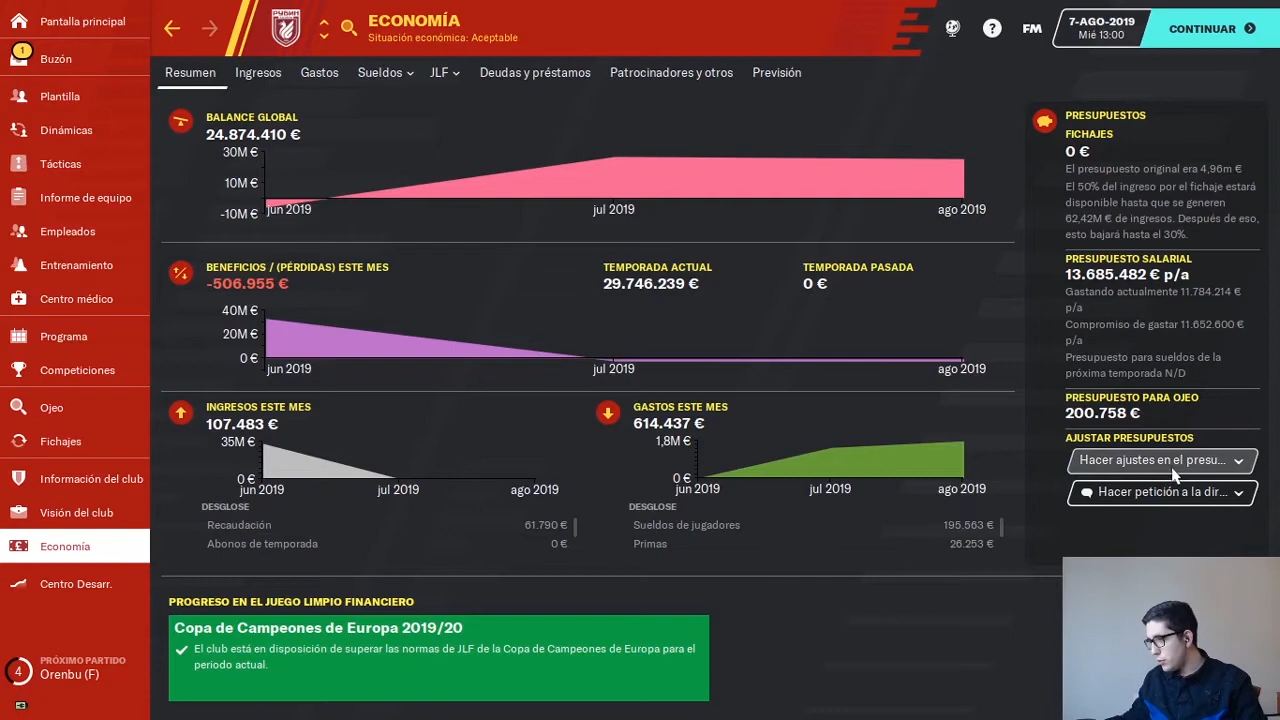 Pantalla principal
1
Buzón
Plantilla
Dinámicas
Tácticas
Informe de equipo
Empleados
Entrenamiento
Centro médico
Programa
Competiciones
Ojeo
Fichajes
Información del club
Visión del club
Economía
Centro Desarr.
4
PRÓXIMO PARTIDO
Orenbu (F)
РУБИН
ECONOMÍA
Situación económica: Aceptable
?
FM
7-AGO-2019
Mié 13:00
CONTINUAR
Resumen
Ingresos
Gastos
Sueldos
JLF
Deudas y préstamos
Patrocinadores y otros
Previsión
BALANCE GLOBAL
24.874.410 €
30M €
10M €
-10M €
jun 2019
jul 2019
ago 2019
BENEFICIOS / (PÉRDIDAS) ESTE MES
-506.955 €
TEMPORADA ACTUAL
29.746.239 €
TEMPORADA PASADA
0 €
40M €
20M €
0 €
jun 2019
jul 2019
ago 2019
INGRESOS ESTE MES
107.483 €
35M €
0 €
jun 2019
jul 2019
ago 2019
DESGLOSE
Recaudación
61.790 €
Abonos de temporada
0 €
GASTOS ESTE MES
614.437 €
1,8M €
0 €
jun 2019
jul 2019
ago 2019
DESGLOSE
Sueldos de jugadores
195.563 €
Primas
26.253 €
PROGRESO EN EL JUEGO LIMPIO FINANCIERO
Copa de Campeones de Europa 2019/20
El club está en disposición de superar las normas de JLF de la Copa de Campeones de Europa para el
periodo actual.
PRESUPUESTOS
FICHAJES
0 €
El presupuesto original era 4,96m €
El 50% del ingreso por el fichaje estará
disponible hasta que se generen
62,42M € de ingresos. Después de eso,
esto bajará hasta el 30%.
PRESUPUESTO SALARIAL
13.685.482 € p/a
Gastando actualmente 11.784.214 €
p/a
Compromiso de gastar 11.652.600 €
p/a
Presupuesto para sueldos de la
próxima temporada N/D
PRESUPUESTO PARA OJEO
200.758 €
AJUSTAR PRESUPUESTOS
Hacer ajustes en el presu...
Hacer petición a la dir...